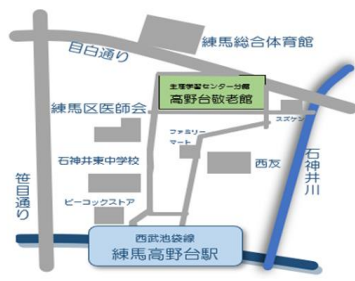 目白通り
練馬総合体育館
生涯学習センター分館
高野台敬老館
練馬区医師会
スズケン
ファミリー
マート
石神井東中学校
西友
石神井川
笹目通り
ピーコックストア
西武池袋線
練馬高野台駅